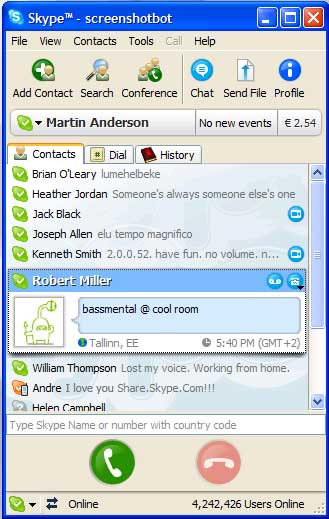 Skype™ - screenshotbot
File View Contacts Tools Call Help
Add Contact Search Conference Chat Send File Profile
Martin Anderson No new events € 2.54
Contacts # Dial History
Brian O'Leary lumehelbeke
Heather Jordan Someone's always someone else's one
Jack Black
Joseph Allen elu tempo magnifico
Kenneth Smith 2.0.0.52. have fun. no volume. n...
Robert Miller
bassmental @ cool room
Tallinn, EE 5:40 PM (GMT+2)
William Thompson Lost my voice. Working from home.
Andre I love you Share.Skype.Com!!!
Helen Campbell
Type Skype Name or number with country code
Online 4,242,426 Users Online